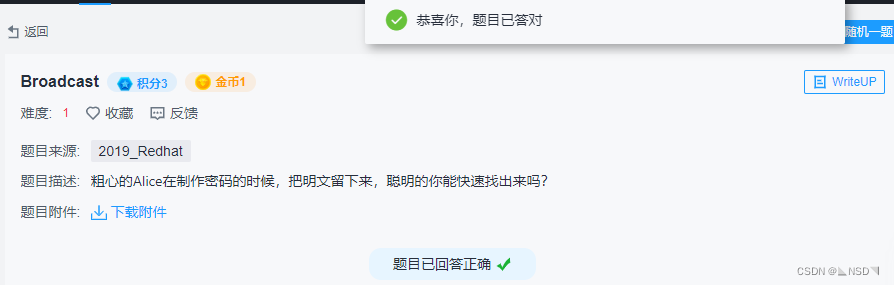 恭喜你，题目已答对
返回
随机一题
Broadcast 积分3 金币1
WriteUP
难度： 1 收藏 反馈
题目来源： 2019_Redhat
题目描述： 粗心的Alice在制作密码的时候，把明文留下来，聪明的你能快速找出来吗？
题目附件： 下载附件
题目已回答正确